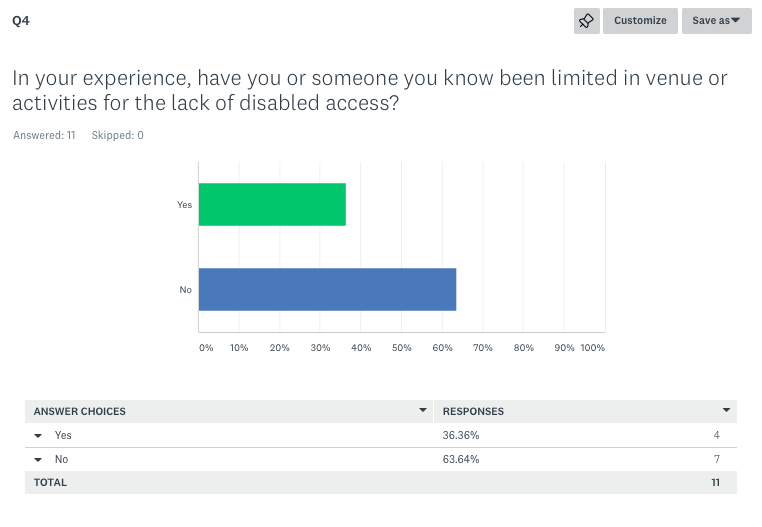 Q4
Customize
Save as
In your experience, have you or someone you know been limited in venue or
activities for the lack of disabled access?
Answered: 11 Skipped: 0
Yes
No
0% 10% 20% 30% 40% 50% 60% 70% 80% 90% 100%
ANSWER CHOICES RESPONSES
Yes 36.36% 4
No 63.64% 7
TOTAL 11